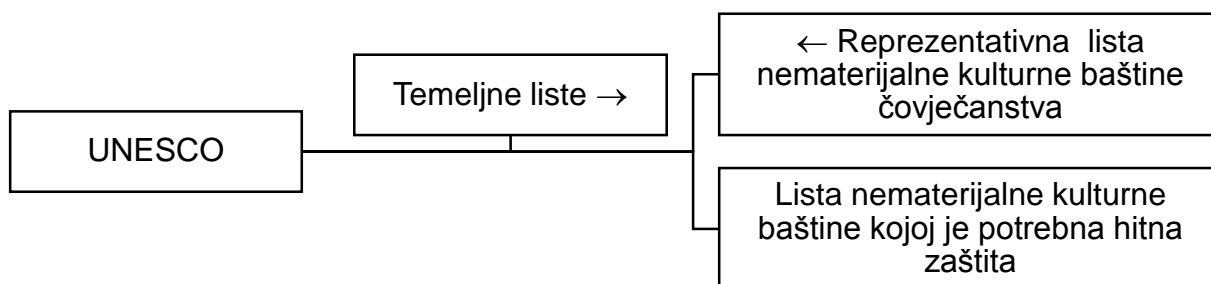 UNESCO
Temeljne liste →
← Reprezentativna lista
nematerijalne kulturne baštine
čovječanstva
Lista nematerijalne kulturne
baštine kojoj je potrebna hitna
zaštita